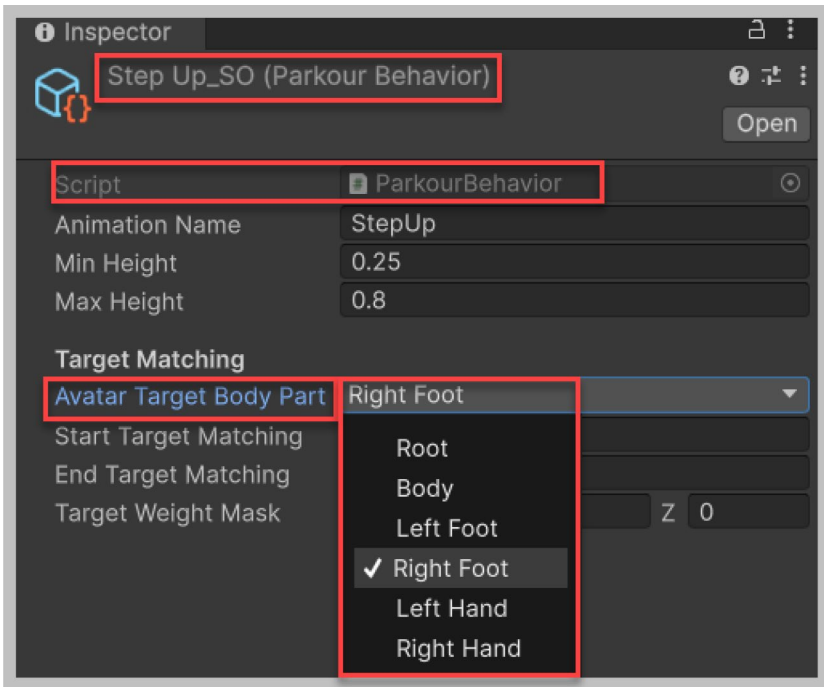 Inspector
Step Up_SO (Parkour Behavior)
Open
Script ParkourBehavior
Animation Name StepUp
Min Height 0.25
Max Height 0.8
Target Matching
Avatar Target Body Part Right Foot
Start Target Matching
End Target Matching
Target Weight Mask Z 0
Root
Body
Left Foot
✓ Right Foot
Left Hand
Right Hand